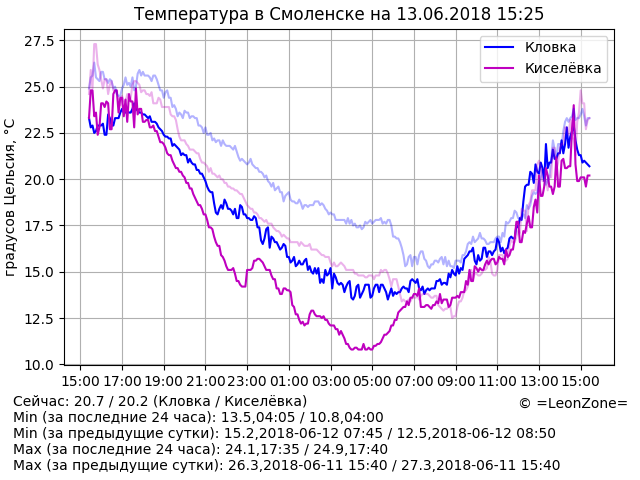 Температура в Смоленске на 13.06.2018 15:25
27.5
25.0
22.5
20.0
17.5
15.0
12.5
10.0
градусов Цельсия, °C
Кловка
Киселёвка
15:00 17:00 19:00 21:00 23:00 01:00 03:00 05:00 07:00 09:00 11:00 13:00 15:00
Сейчас: 20.7 / 20.2 (Кловка / Киселёвка)
© =LeonZone=
Min (за последние 24 часа): 13.5,04:05 / 10.8,04:00
Min (за предыдущие сутки): 15.2,2018-06-12 07:45 / 12.5,2018-06-12 08:50
Max (за последние 24 часа): 24.1,17:35 / 24.9,17:40
Max (за предыдущие сутки): 26.3,2018-06-11 15:40 / 27.3,2018-06-11 15:40